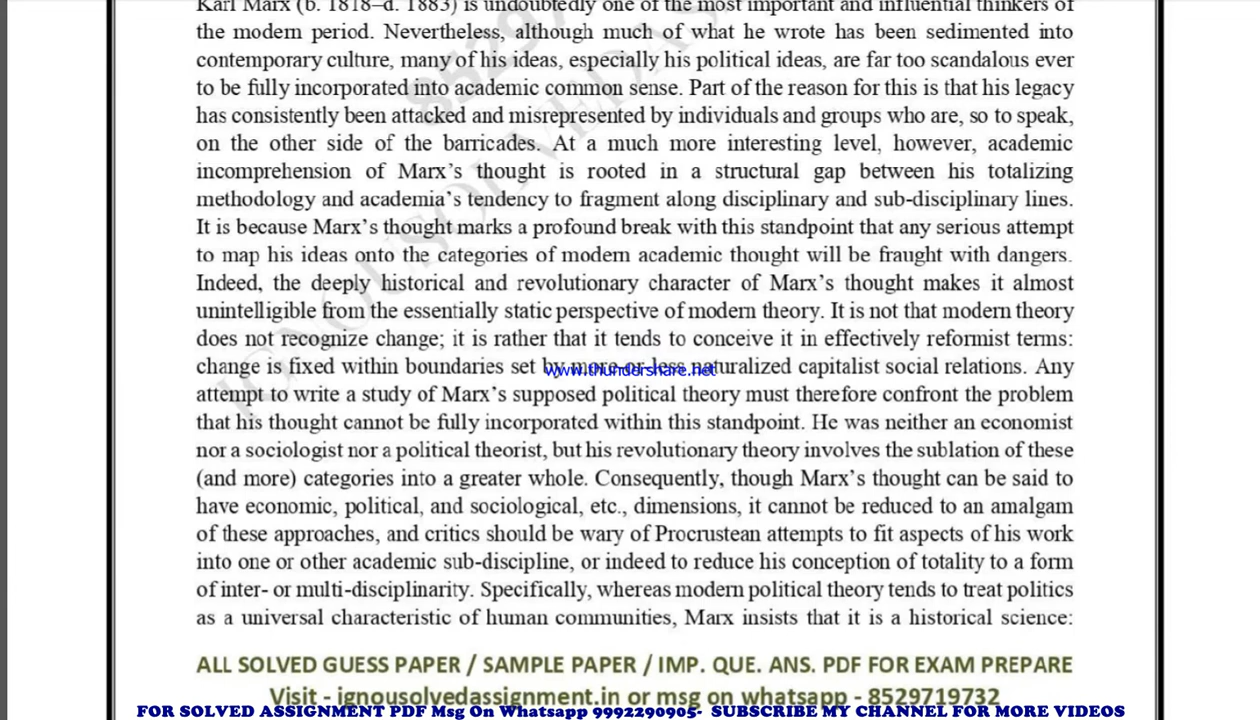 Karl Marx (b. 1818–d. 1883) is undoubtedly one of the most important and influential thinkers of
the modern period. Nevertheless, although much of what he wrote has been sedimented into
contemporary culture, many of his ideas, especially his political ideas, are far too scandalous ever
to be fully incorporated into academic common sense. Part of the reason for this is that his legacy
has consistently been attacked and misrepresented by individuals and groups who are, so to speak,
on the other side of the barricades. At a much more interesting level, however, academic
incomprehension of Marx's thought is rooted in a structural gap between his totalizing
methodology and academia's tendency to fragment along disciplinary and sub-disciplinary lines.
It is because Marx's thought marks a profound break with this standpoint that any serious attempt
to map his ideas onto the categories of modern academic thought will be fraught with dangers.
Indeed, the deeply historical and revolutionary character of Marx's thought makes it almost
unintelligible from the essentially static perspective of modern theory. It is not that modern theory
does not recognize change; it is rather that it tends to conceive it in effectively reformist terms:
change is fixed within boundaries set by more-or-less naturalized capitalist social relations. Any
www.thundershare.net
attempt to write a study of Marx's supposed political theory must therefore confront the problem
that his thought cannot be fully incorporated within this standpoint. He was neither an economist
nor a sociologist nor a political theorist, but his revolutionary theory involves the sublation of these
(and more) categories into a greater whole. Consequently, though Marx's thought can be said to
have economic, political, and sociological, etc., dimensions, it cannot be reduced to an amalgam
of these approaches, and critics should be wary of Procrustean attempts to fit aspects of his work
into one or other academic sub-discipline, or indeed to reduce his conception of totality to a form
of inter- or multi-disciplinarity. Specifically, whereas modern political theory tends to treat politics
as a universal characteristic of human communities, Marx insists that it is a historical science:
ALL SOLVED GUESS PAPER / SAMPLE PAPER / IMP. QUE. ANS. PDF FOR EXAM PREPARE
Visit - ignousolvedassignment.in or msg on whatsapp - 8529719732
FOR SOLVED ASSIGNMENT PDF Msg On Whatsapp 9992290905- SUBSCRIBE MY CHANNEL FOR MORE VIDEOS